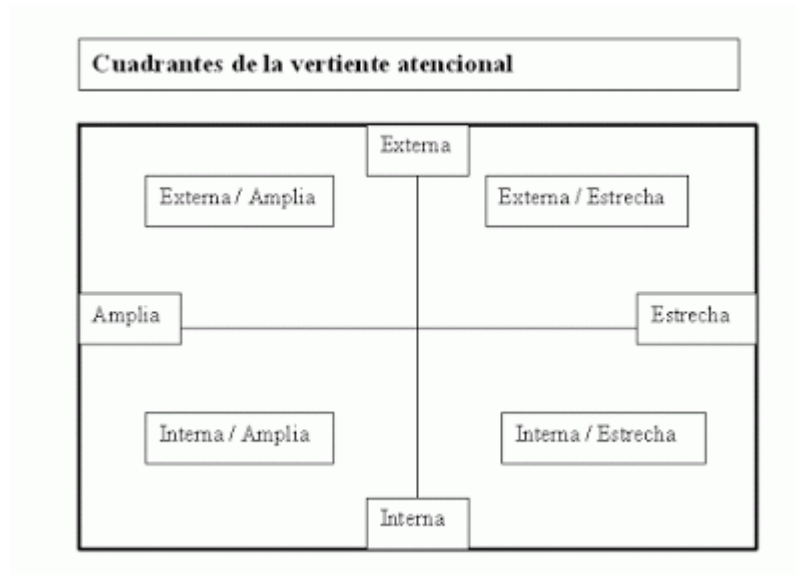 Cuadrantes de la vertiente atencional
Externa
Externa / Amplia
Externa / Estrecha
Amplia
Estrecha
Interna / Amplia
Interna / Estrecha
Interna